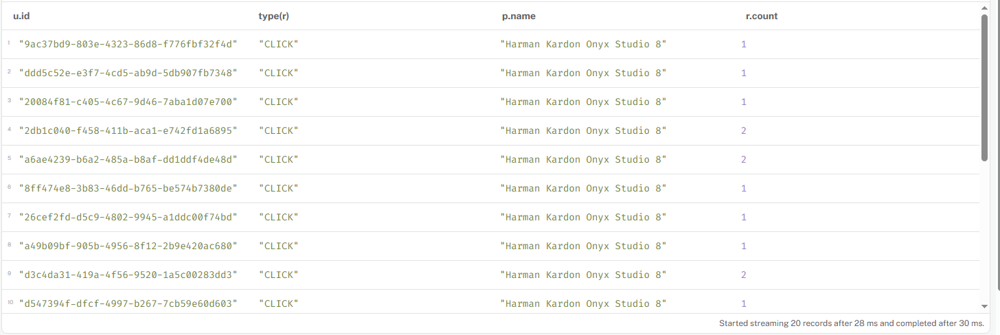 u.id type(r) p.name r.count
1 "9ac37bd9-803e-4323-86d8-f776fbf32f4d" "CLICK" "Harman Kardon Onyx Studio 8" 1
2 "ddd5c52e-e3f7-4cd5-ab9d-5db907fb7348" "CLICK" "Harman Kardon Onyx Studio 8" 1
3 "20084f81-c405-4c67-9d46-7aba1d07e700" "CLICK" "Harman Kardon Onyx Studio 8" 1
4 "2db1c040-f458-411b-aca1-e742fd1a6895" "CLICK" "Harman Kardon Onyx Studio 8" 2
5 "a6ae4239-b6a2-485a-b8af-dd1ddf4de48d" "CLICK" "Harman Kardon Onyx Studio 8" 2
6 "8ff474e8-3b83-46dd-b765-be574b7380de" "CLICK" "Harman Kardon Onyx Studio 8" 1
7 "26cef2fd-d5c9-4802-9945-a1ddc00f74bd" "CLICK" "Harman Kardon Onyx Studio 8" 1
8 "a49b09bf-905b-4956-8f12-2b9e420ac680" "CLICK" "Harman Kardon Onyx Studio 8" 1
9 "d3c4da31-419a-4f56-9520-1a5c00283dd3" "CLICK" "Harman Kardon Onyx Studio 8" 2
10 "d547394f-dfcf-4997-b267-7cb59e60d603" "CLICK" "Harman Kardon Onyx Studio 8" 1
Started streaming 20 records after 28 ms and completed after 30 ms.